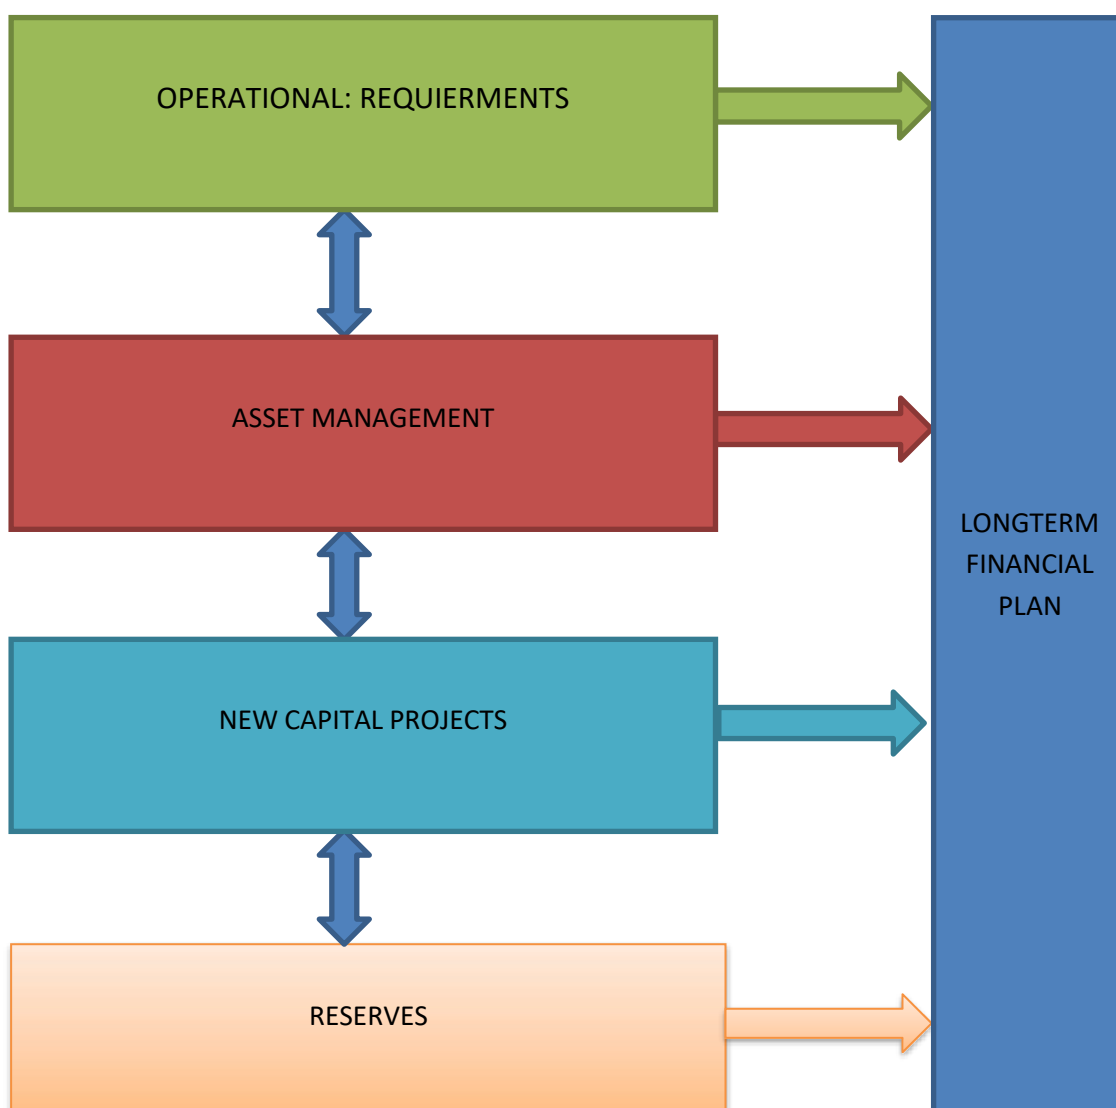 OPERATIONAL: REQUIERMENTS
ASSET MANAGEMENT
LONGTERM
FINANCIAL
PLAN
NEW CAPITAL PROJECTS
RESERVES